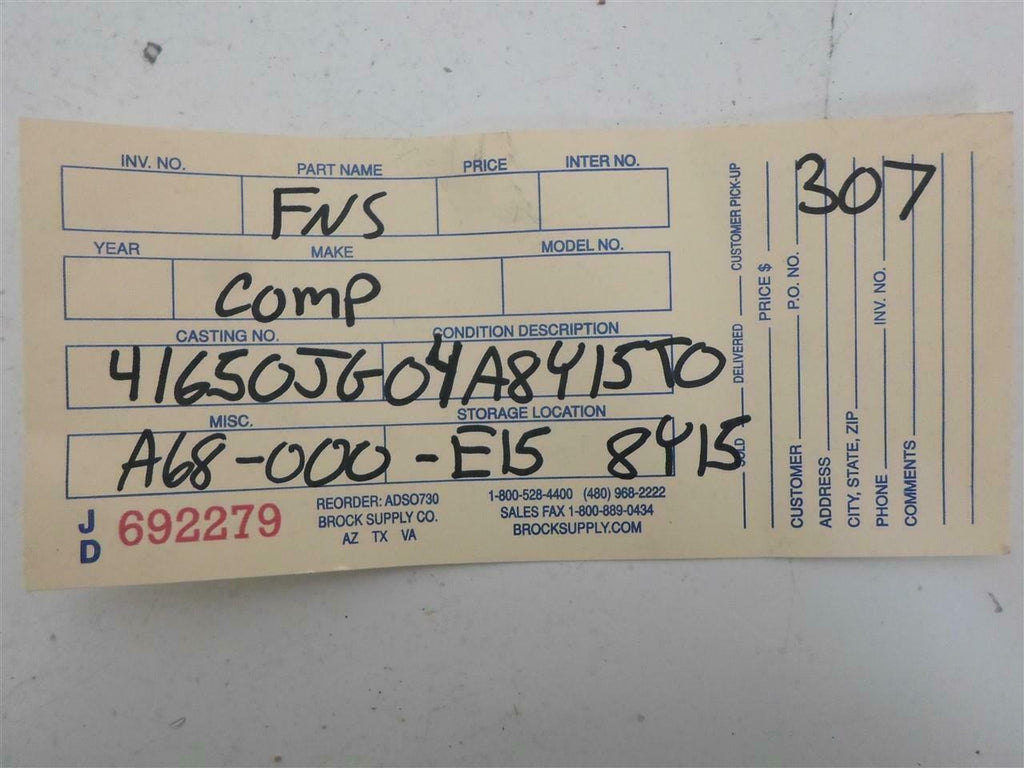 INV. NO. PART NAME PRICE INTER NO.
FNS
YEAR MAKE MODEL NO.
COMP
CASTING NO. CONDITION DESCRIPTION
41650JG04A8415TO
MISC. STORAGE LOCATION
A68-000-E15 8415
J D 692279
REORDER: ADSO730
BROCK SUPPLY CO.
AZ TX VA
1-800-528-4400 (480) 968-2222
SALES FAX 1-800-889-0434
BROCKSUPPLY.COM
SOLD DELIVERED CUSTOMER PICK-UP
PRICE $
307
CUSTOMER P.O. NO.
ADDRESS
CITY, STATE, ZIP
PHONE INV. NO.
COMMENTS